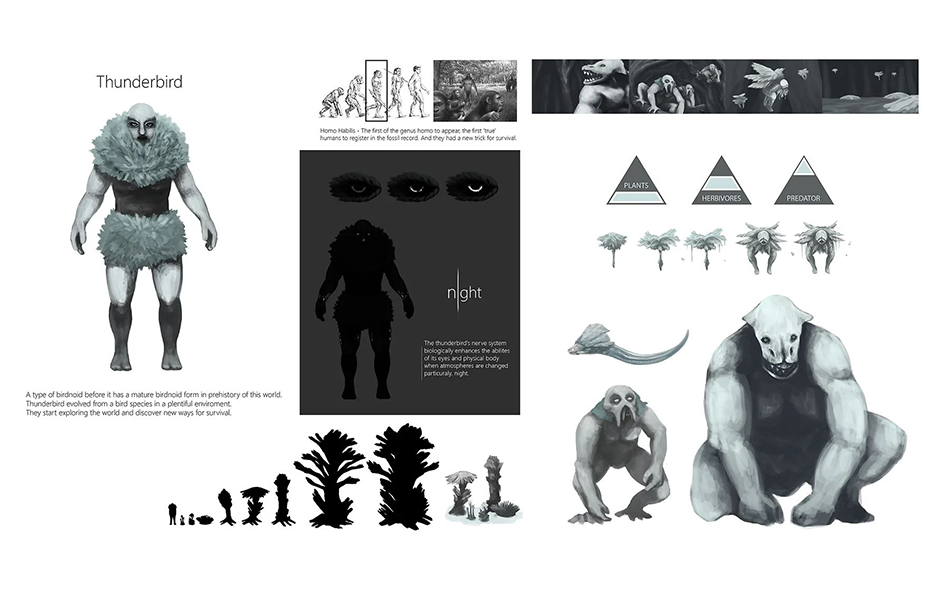 Thunderbird
A type of birdnoid before it has a mature birdnoid form in prehistory of this world.
Thunderbird evolved from a bird species in a plentiful enviroment.
They start exploring the world and discover new ways for survival.
Homo Habilis - The first of the genus homo to appear, the first 'true'
humans to register in the fossil record. And they had a new trick for survival.
night
The thunderbird's nerve system
biologically enhances the abilites
of its eyes and physical body
when atmospheres are changed
particuraly, night.
PLANTS
HERBIVORES
PREDATOR